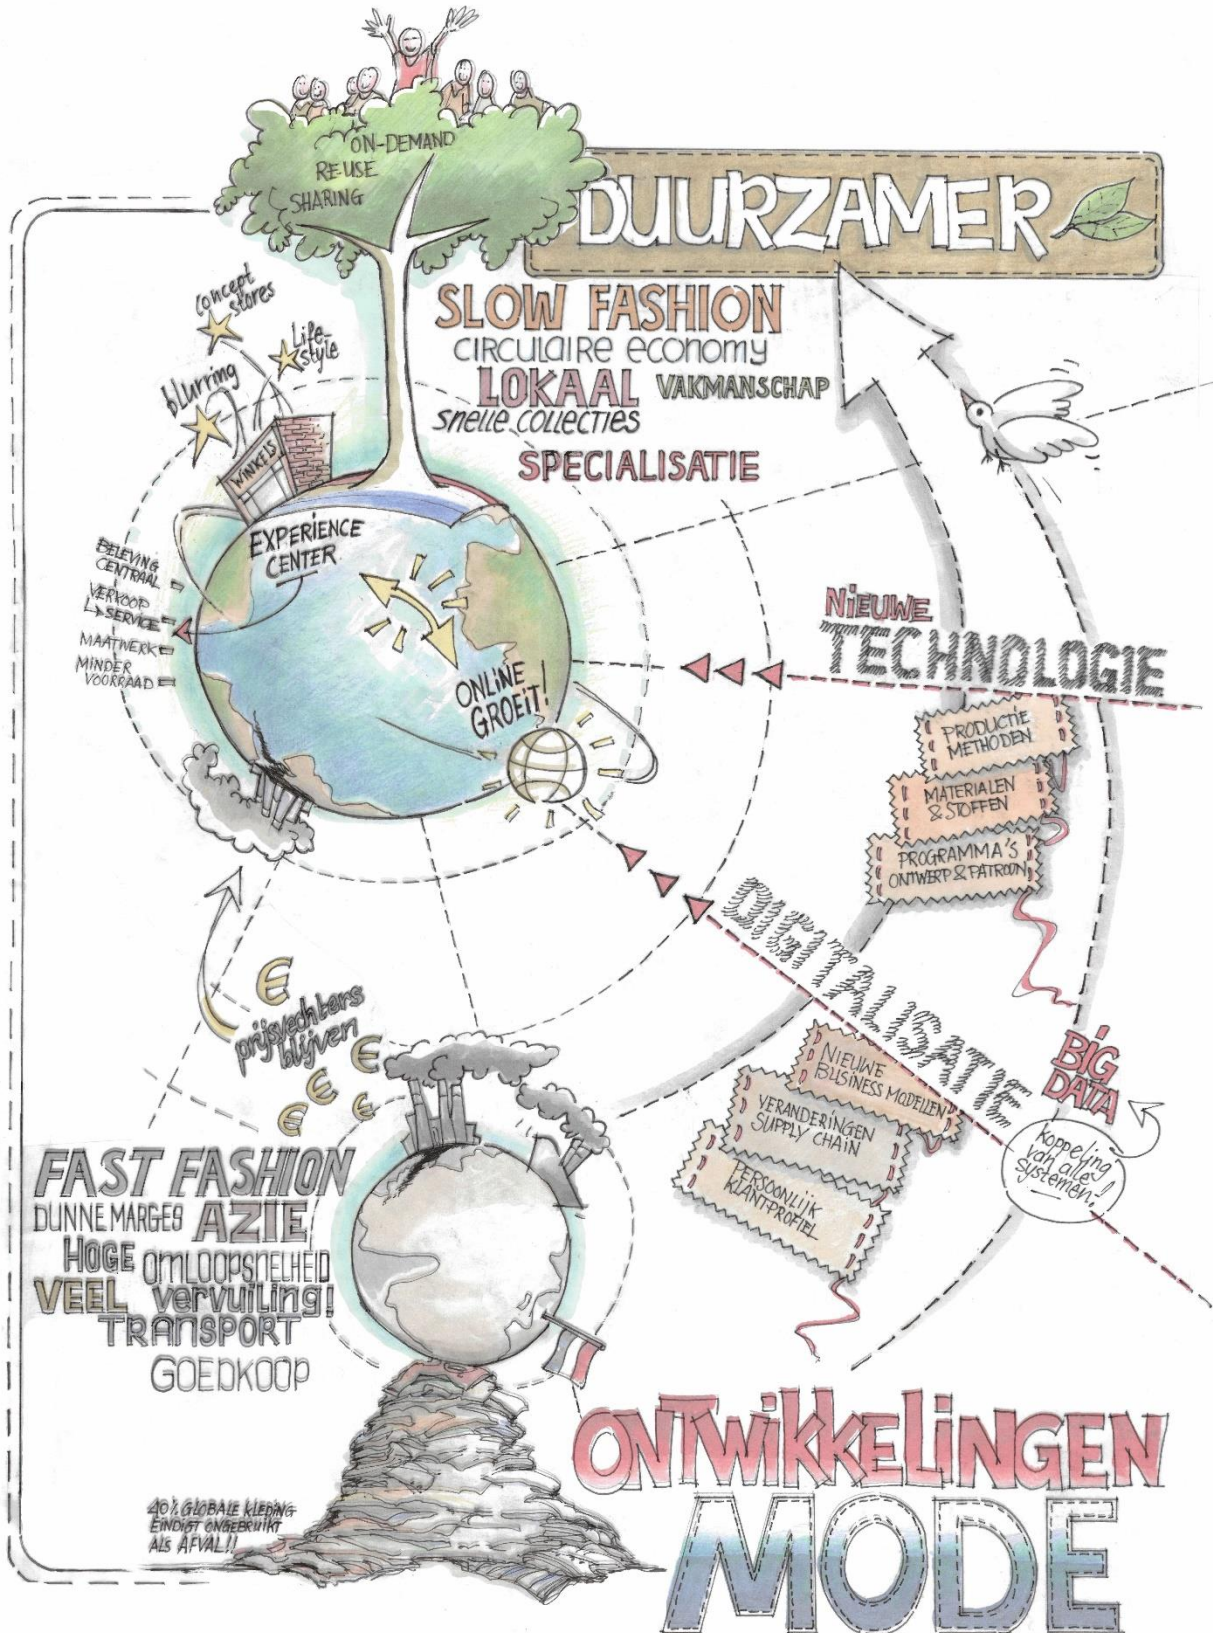 ON-DEMAND
RE-USE
SHARING
DUURZAMER
SLOW FASHION
CIRCULAIRE ECONOMY
LOKAAL VAKMANSCHAP
snelle collecties
SPECIALISATIE
concept
stores
Life-
style
blurring
WINKELS
EXPERIENCE
CENTER
BELEVING
CENTRAAL
VERKOOP
↳SERVICE
MAATWERK
MINDER
VOORRAAD
ONLINE
GROEIT!
NIEUWE
TECHNOLOGIE
PRODUCTIE
METHODEN
MATERIALEN
& STOFFEN
PROGRAMMA'S
ONTWERP & PATROON
DIGITALISATIE
NIEUWE
BUSINESS MODELLEN
VERANDERINGEN
SUPPLY CHAIN
PERSOONLIJK
KLANTPROFIEL
BIG
DATA
koppeling
van alle
systemen!
€
prijsvechters
blijven
€
€
€
€
FAST FASHION
DUNNE MARGES AZIE
HOGE OMLOOPSNELHEID
VEEL vervuiling!
TRANSPORT
GOEDKOOP
40% GLOBALE KLEDING
EINDIGT ONGEBRUIKT
ALS AFVAL!!
ONTWIKKELINGEN
MODE